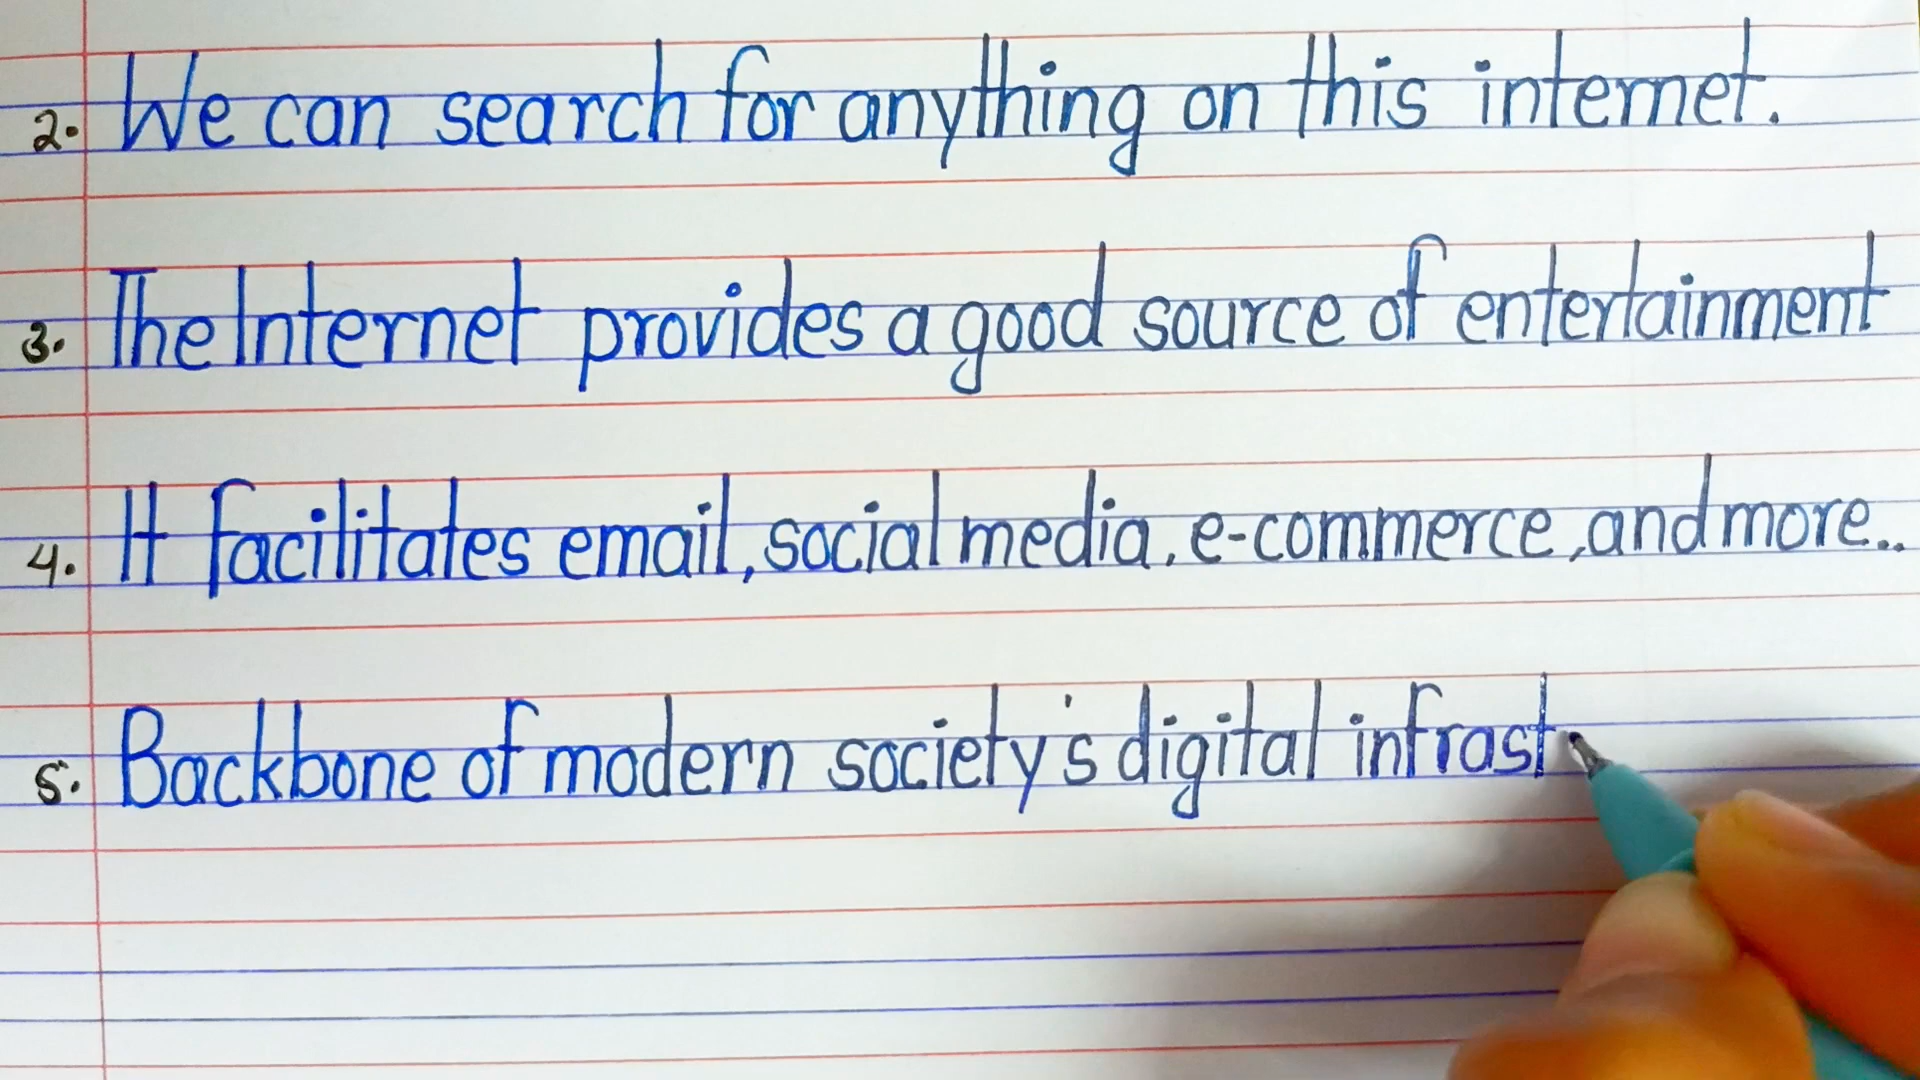 2. We can search for anything on this internet.
3. The Internet provides a good source of entertainment
4. It facilitates email, social media, e-commerce, and more..
5. Backbone of modern society's digital infrast